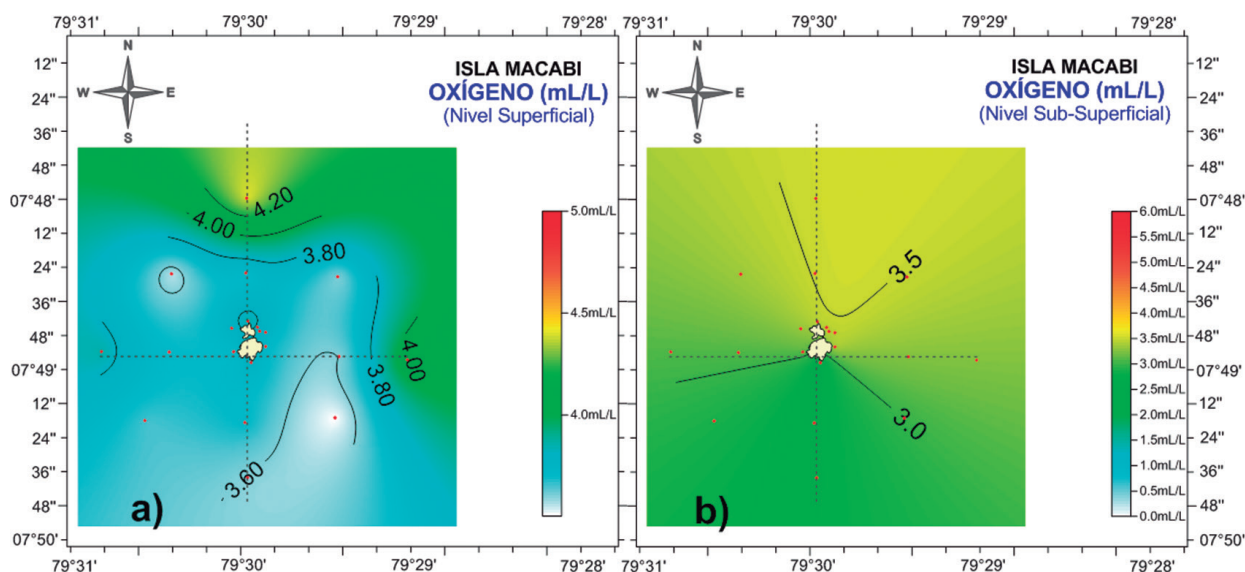 79°31' 79°30' 79°29' 79°28'
N
W E
S
ISLA MACABI
OXÍGENO (mL/L)
(Nivel Superficial)
12"
24"
36"
48"
07°48'
12"
24"
36"
48"
07°49'
12"
24"
36"
48"
07°50'
4.20
4.00
3.80
4.00
3.80
3.60
5.0mL/L
4.5mL/L
4.0mL/L
a)
79°31' 79°30' 79°29' 79°28'
79°31' 79°30' 79°29' 79°28'
N
W E
S
ISLA MACABI
OXÍGENO (mL/L)
(Nivel Sub-Superficial)
3.5
3.0
6.0mL/L
5.5mL/L
5.0mL/L
4.5mL/L
4.0mL/L
3.5mL/L
3.0mL/L
2.5mL/L
2.0mL/L
1.5mL/L
1.0mL/L
0.5mL/L
0.0mL/L
12"
24"
36"
48"
07°48'
12"
24"
36"
48"
07°49'
12"
24"
36"
48"
07°50'
b)
79°31' 79°30' 79°29' 79°28'